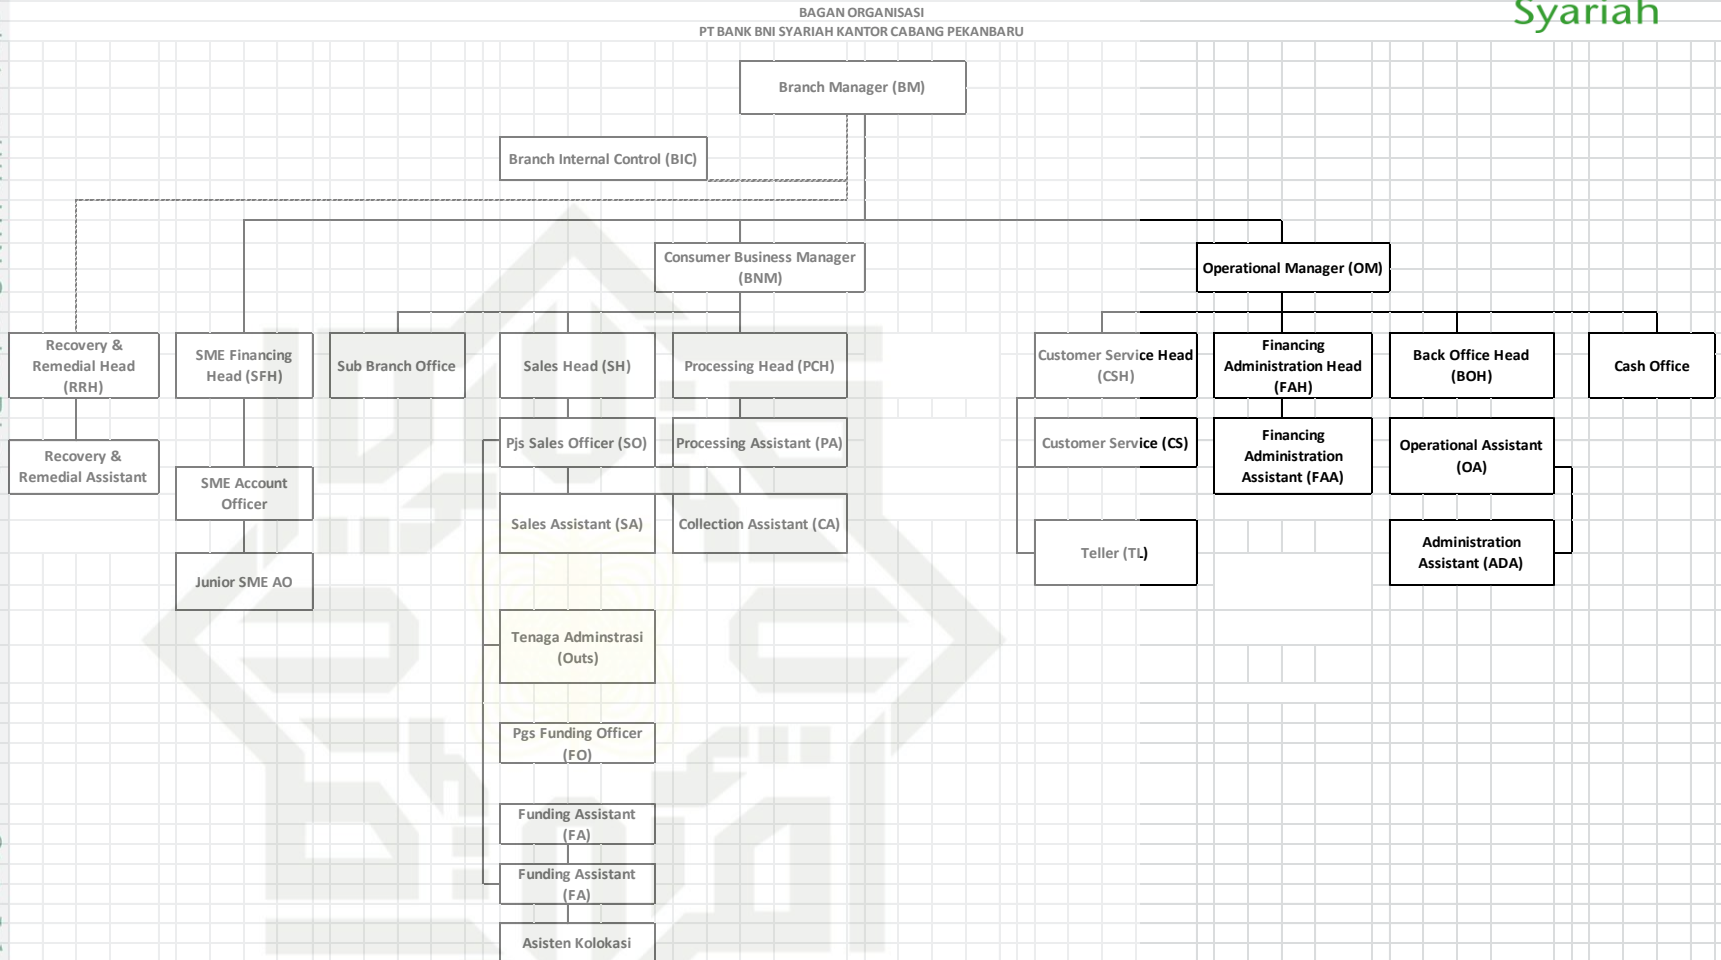 Syariah
BAGAN ORGANISASI
PT BANK BNI SYARIAH KANTOR CABANG PEKANBARU
Branch Manager (BM)
Branch Internal Control (BIC)
Consumer Business Manager
(BNM)
Operational Manager (OM)
Recovery &
Remedial Head
(RRH)
SME Financing
Head (SFH)
Sub Branch Office
Sales Head (SH)
Processing Head (PCH)
Customer Service Head
(CSH)
Financing
Administration Head
(FAH)
Back Office Head
(BOH)
Cash Office
Recovery &
Remedial Assistant
SME Account
Officer
Pjs Sales Officer (SO)
Processing Assistant (PA)
Customer Service (CS)
Financing
Administration
Assistant (FAA)
Operational Assistant
(OA)
Sales Assistant (SA)
Collection Assistant (CA)
Teller (TL)
Administration
Assistant (ADA)
Junior SME AO
Tenaga Adminstrasi
(Outs)
Pgs Funding Officer
(FO)
Funding Assistant
(FA)
Funding Assistant
(FA)
Asisten Kolokasi